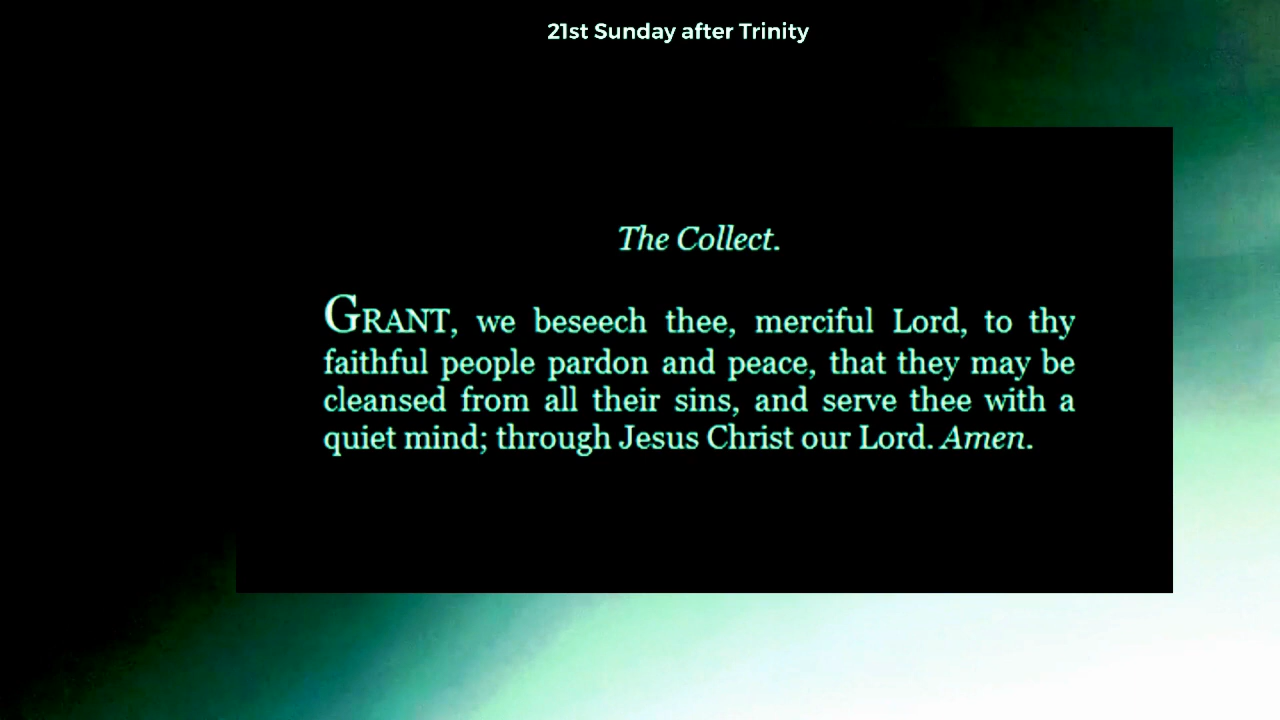 21st Sunday after Trinity
The Collect.
GRANT, we beseech thee, merciful Lord, to thy
faithful people pardon and peace, that they may be
cleansed from all their sins, and serve thee with a
quiet mind; through Jesus Christ our Lord. Amen.